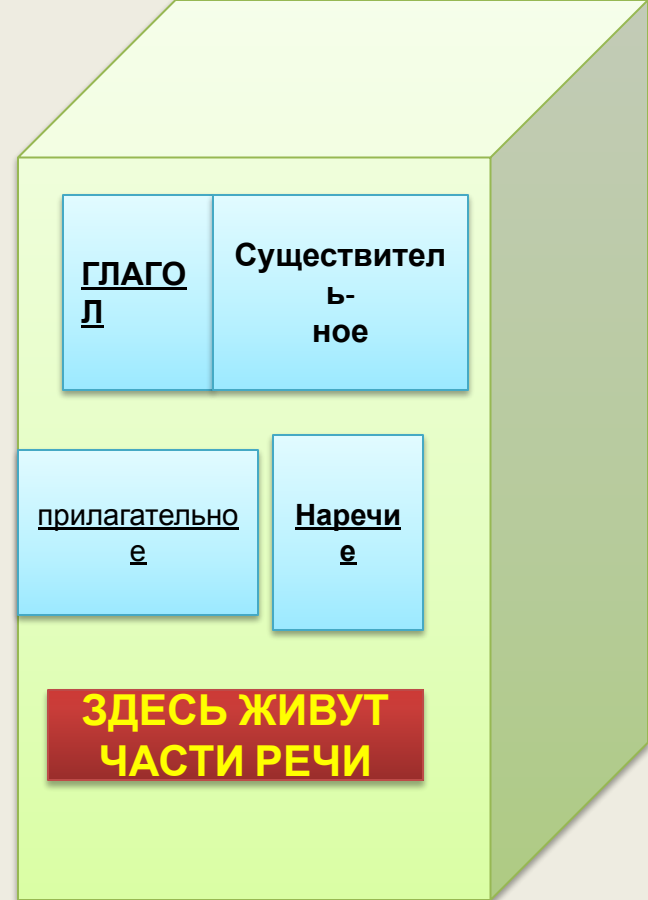 ГЛАГО
Л
Существител
ь-
ное
прилагательно
е
Наречи
е
ЗДЕСЬ ЖИВУТ
ЧАСТИ РЕЧИ